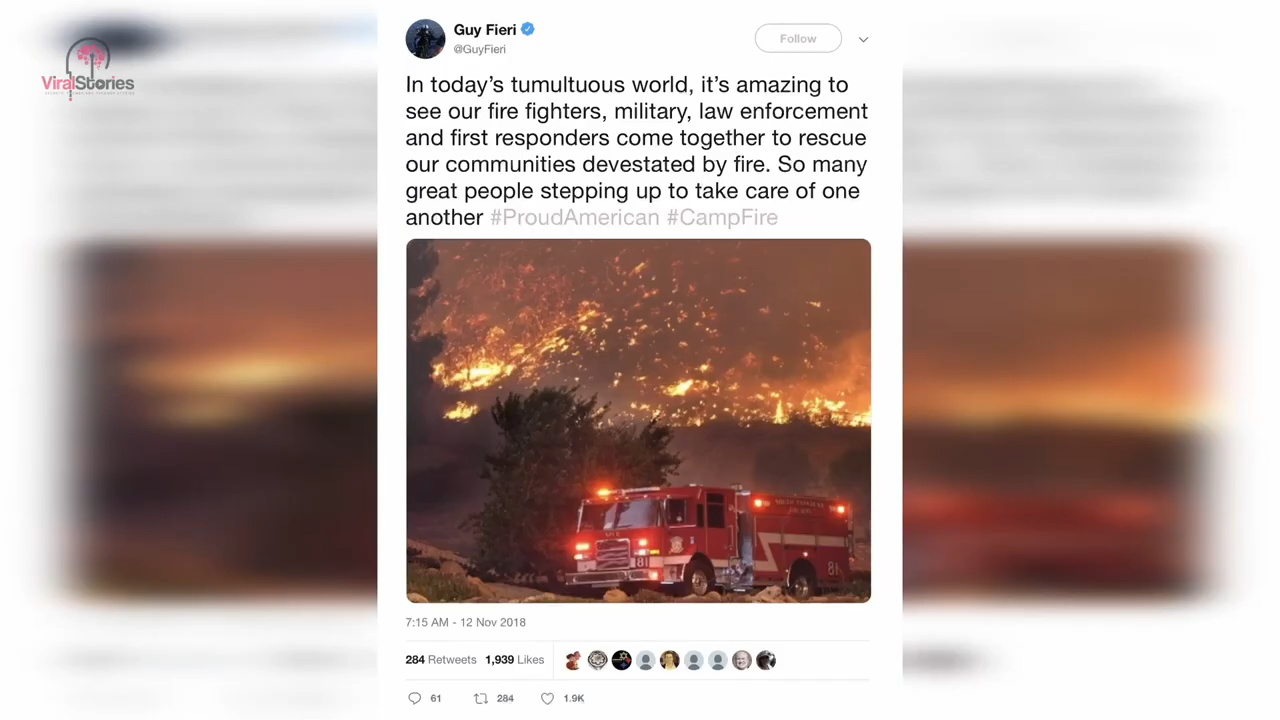 Guy Fieri
@GuyFieri
Follow
ViralStories
In today's tumultuous world, it's amazing to
see our fire fighters, military, law enforcement
and first responders come together to rescue
our communities devestated by fire. So many
great people stepping up to take care of one
another #ProudAmerican #CampFire
81
81
7:15 AM - 12 Nov 2018
284 Retweets 1,939 Likes
61 284 1.9K